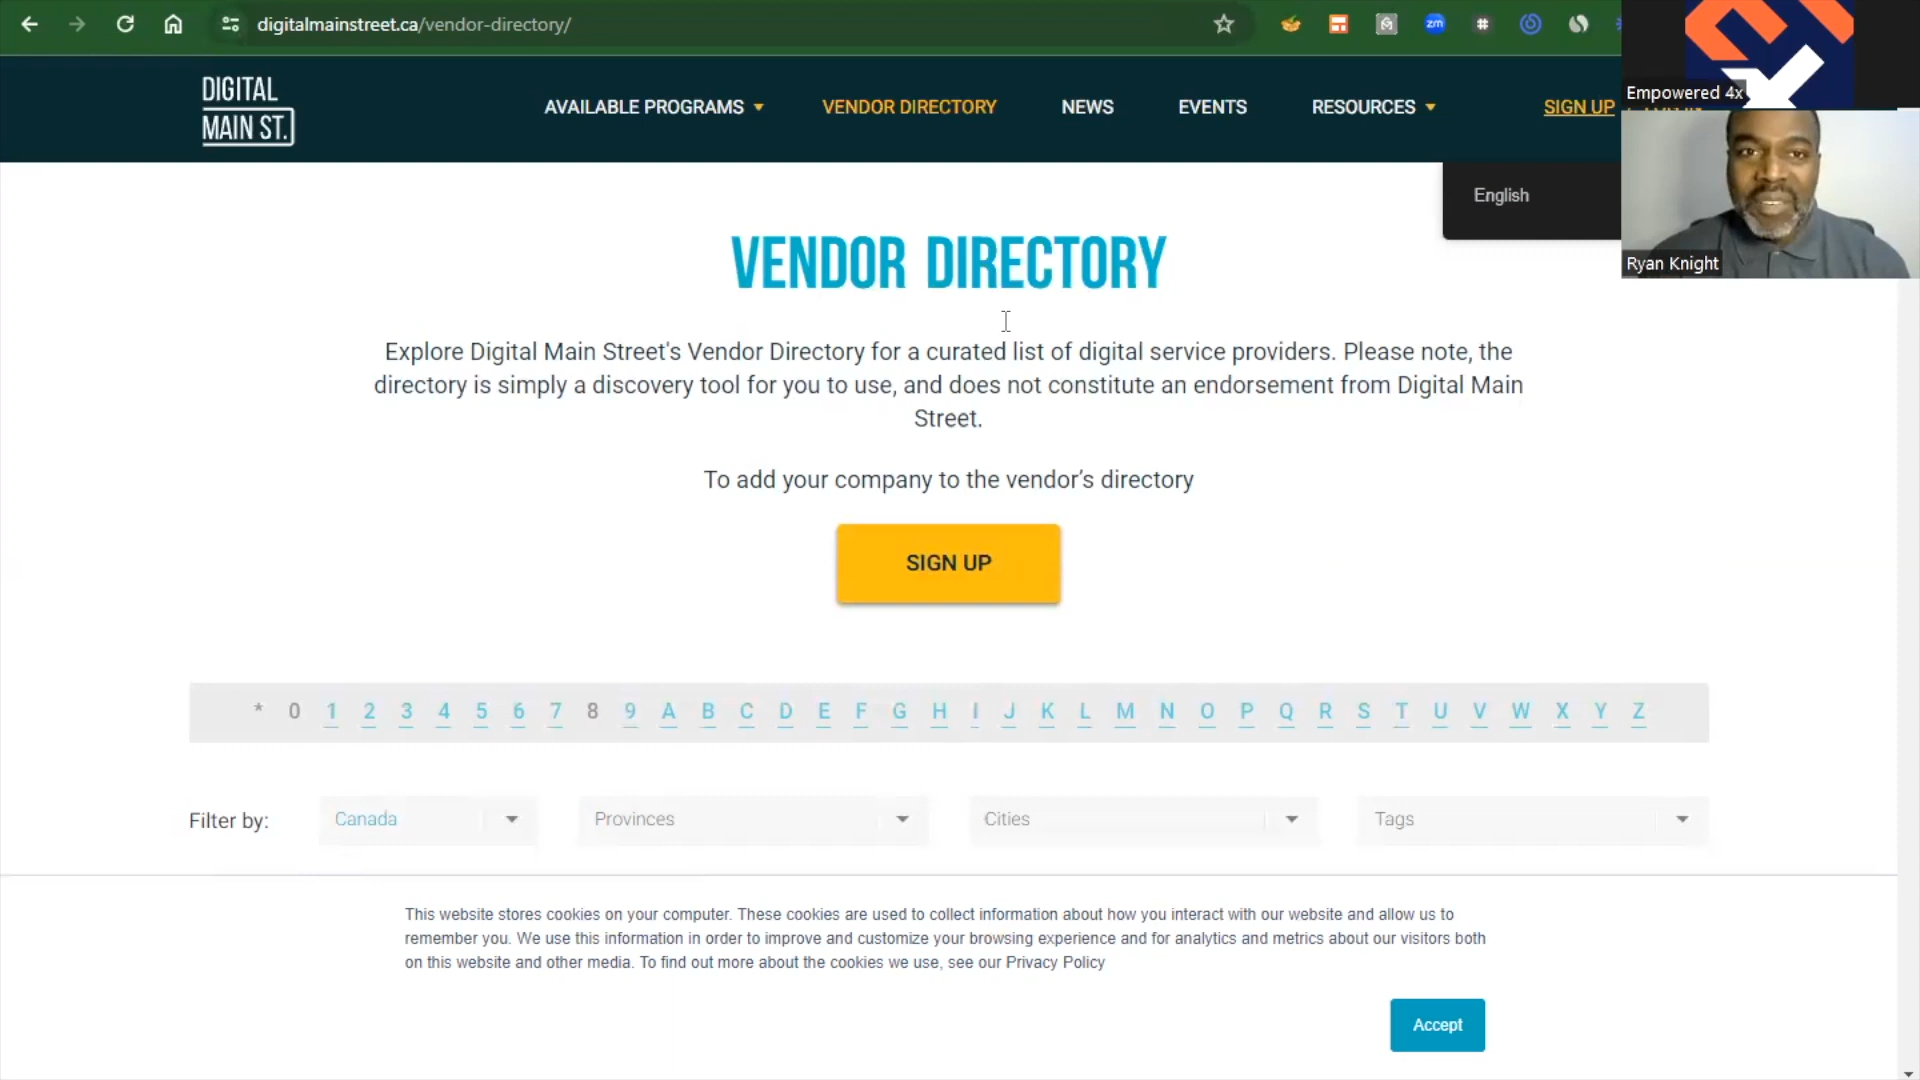 digitalmainstreet.ca/vendor-directory/
zm
#
Empowered 4x
DIGITAL
MAIN ST.
AVAILABLE PROGRAMS
VENDOR DIRECTORY
NEWS
EVENTS
RESOURCES
SIGN UP
English
Ryan Knight
VENDOR DIRECTORY
Explore Digital Main Street's Vendor Directory for a curated list of digital service providers. Please note, the
directory is simply a discovery tool for you to use, and does not constitute an endorsement from Digital Main
Street.
To add your company to the vendor’s directory
SIGN UP
* 0 1 2 3 4 5 6 7 8 9 A B C D E F G H I J K L M N O P Q R S T U V W X Y Z
Filter by:
Canada
Provinces
Cities
Tags
This website stores cookies on your computer. These cookies are used to collect information about how you interact with our website and allow us to
remember you. We use this information in order to improve and customize your browsing experience and for analytics and metrics about our visitors both
on this website and other media. To find out more about the cookies we use, see our Privacy Policy
Accept